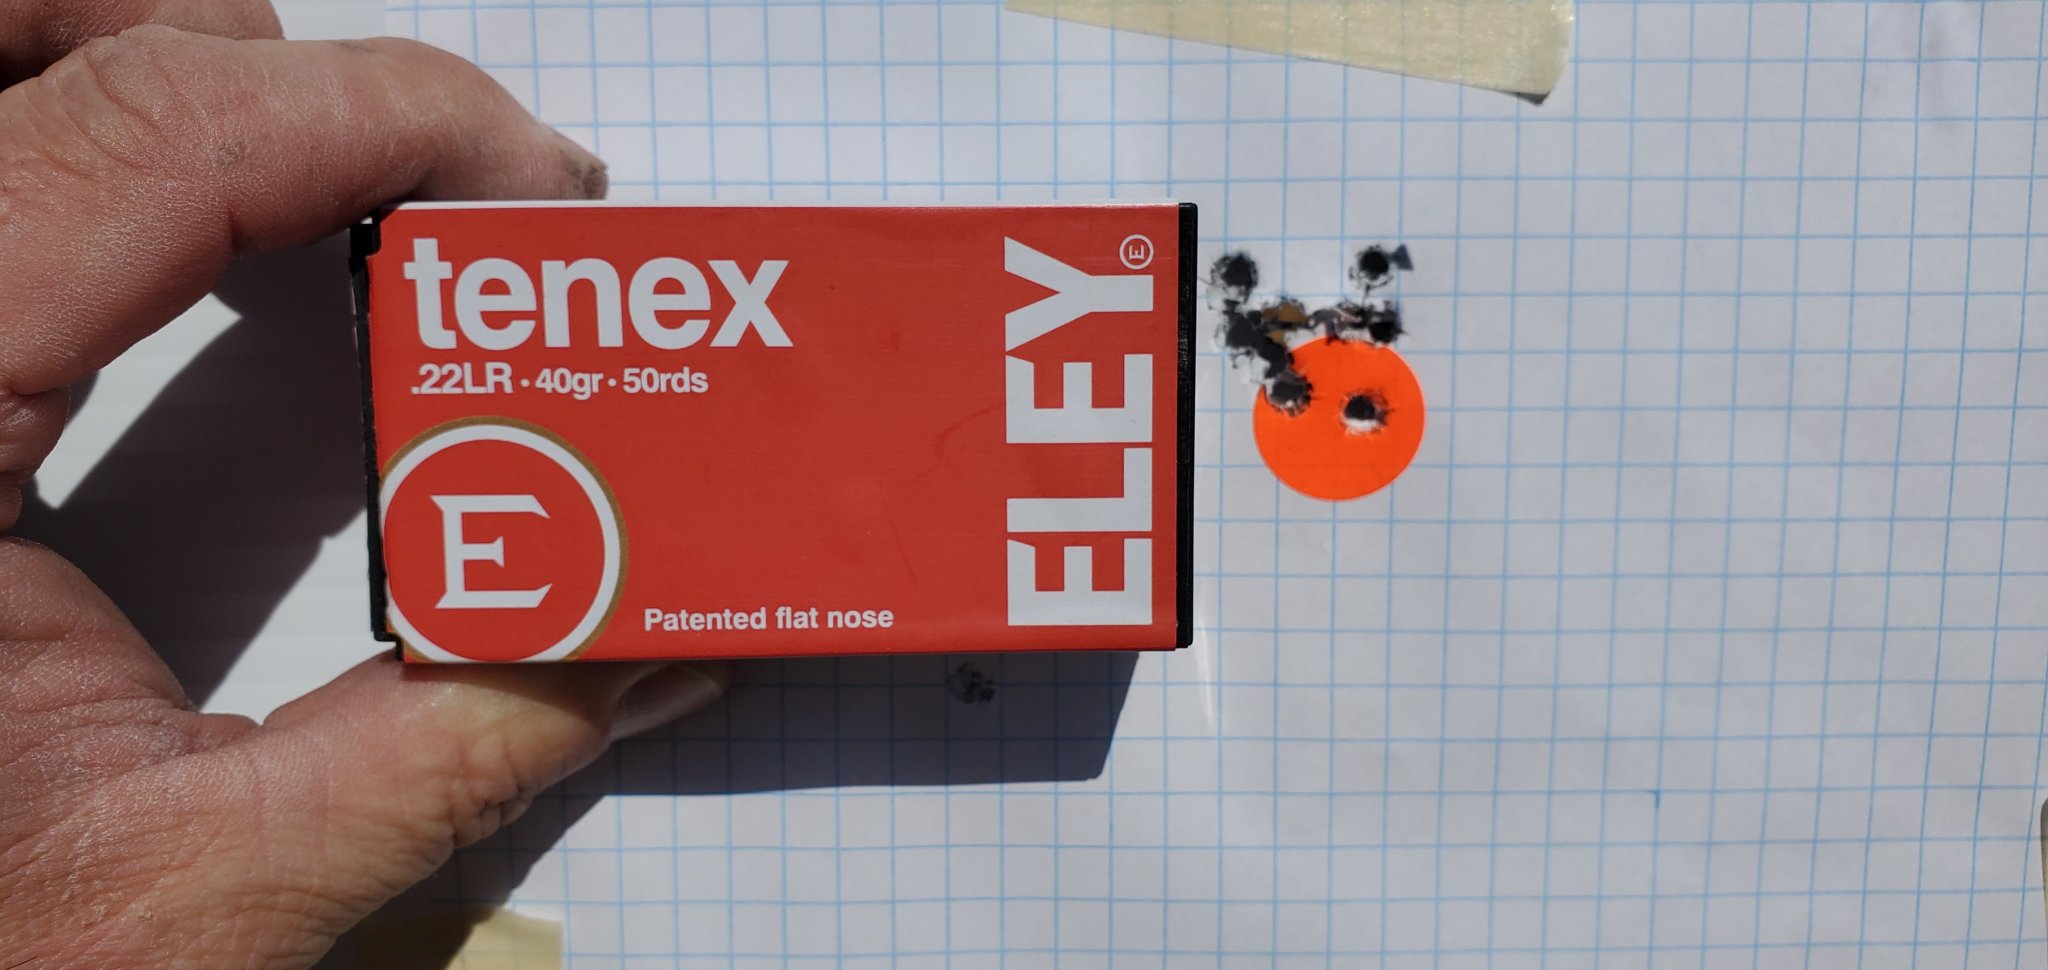 tenex
.22LR • 40gr • 50rds
E
Patented flat nose
ELEY
E